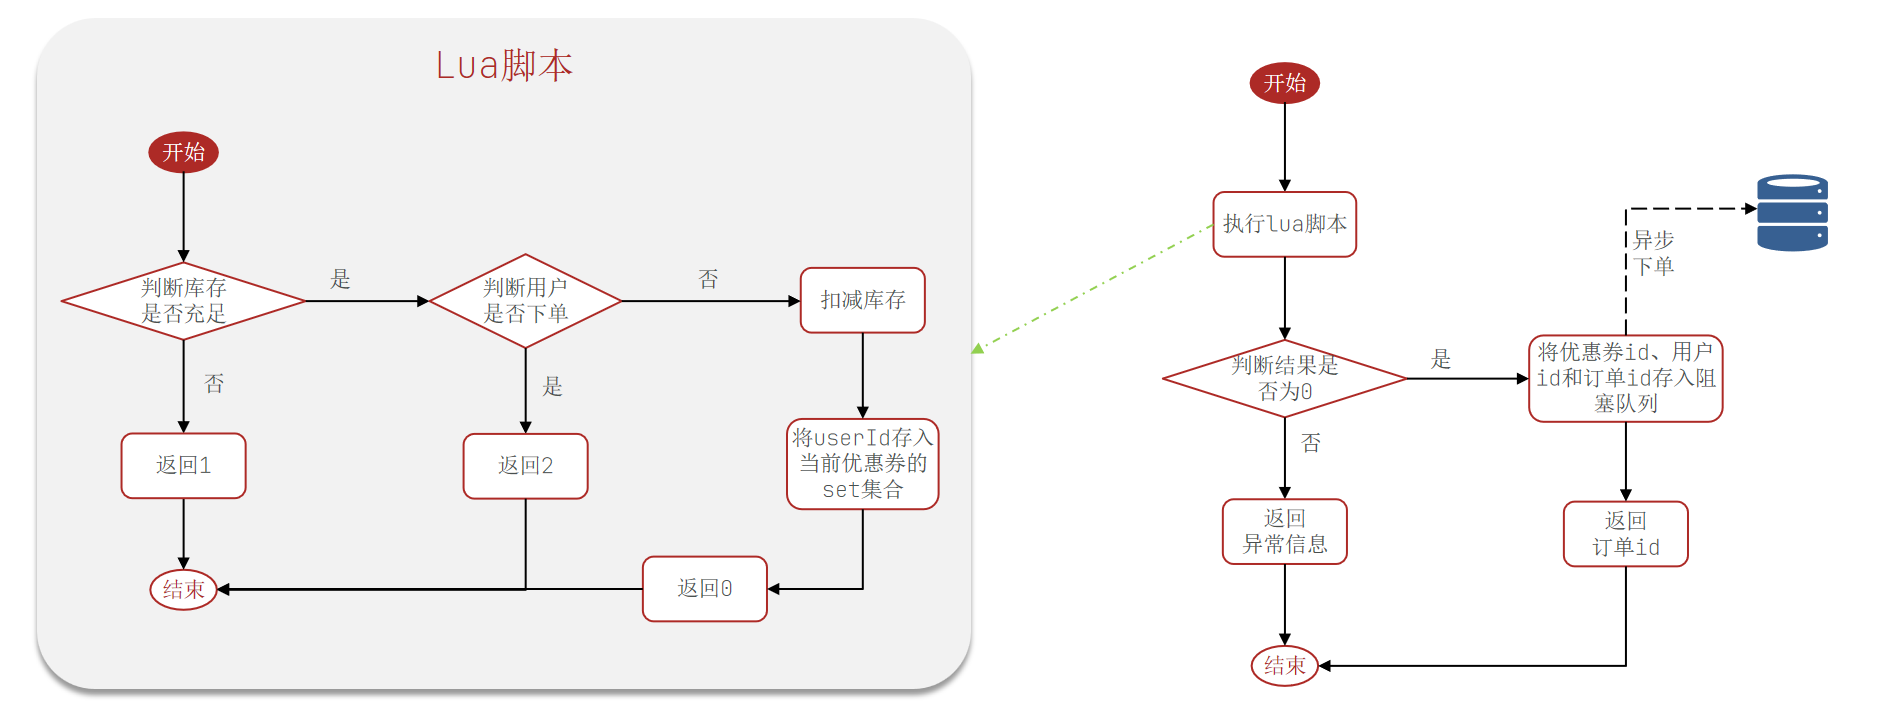 Lua脚本
开始
判断库存
是否充足
是
判断用户
是否下单
否
扣减库存
否
是
返回1
返回2
将userId存入
当前优惠券的
set集合
返回0
结束
开始
执行lua脚本
异步
下单
判断结果是
否为0
是
将优惠券id、用户
id和订单id存入阻
塞队列
否
返回
异常信息
返回
订单id
结束